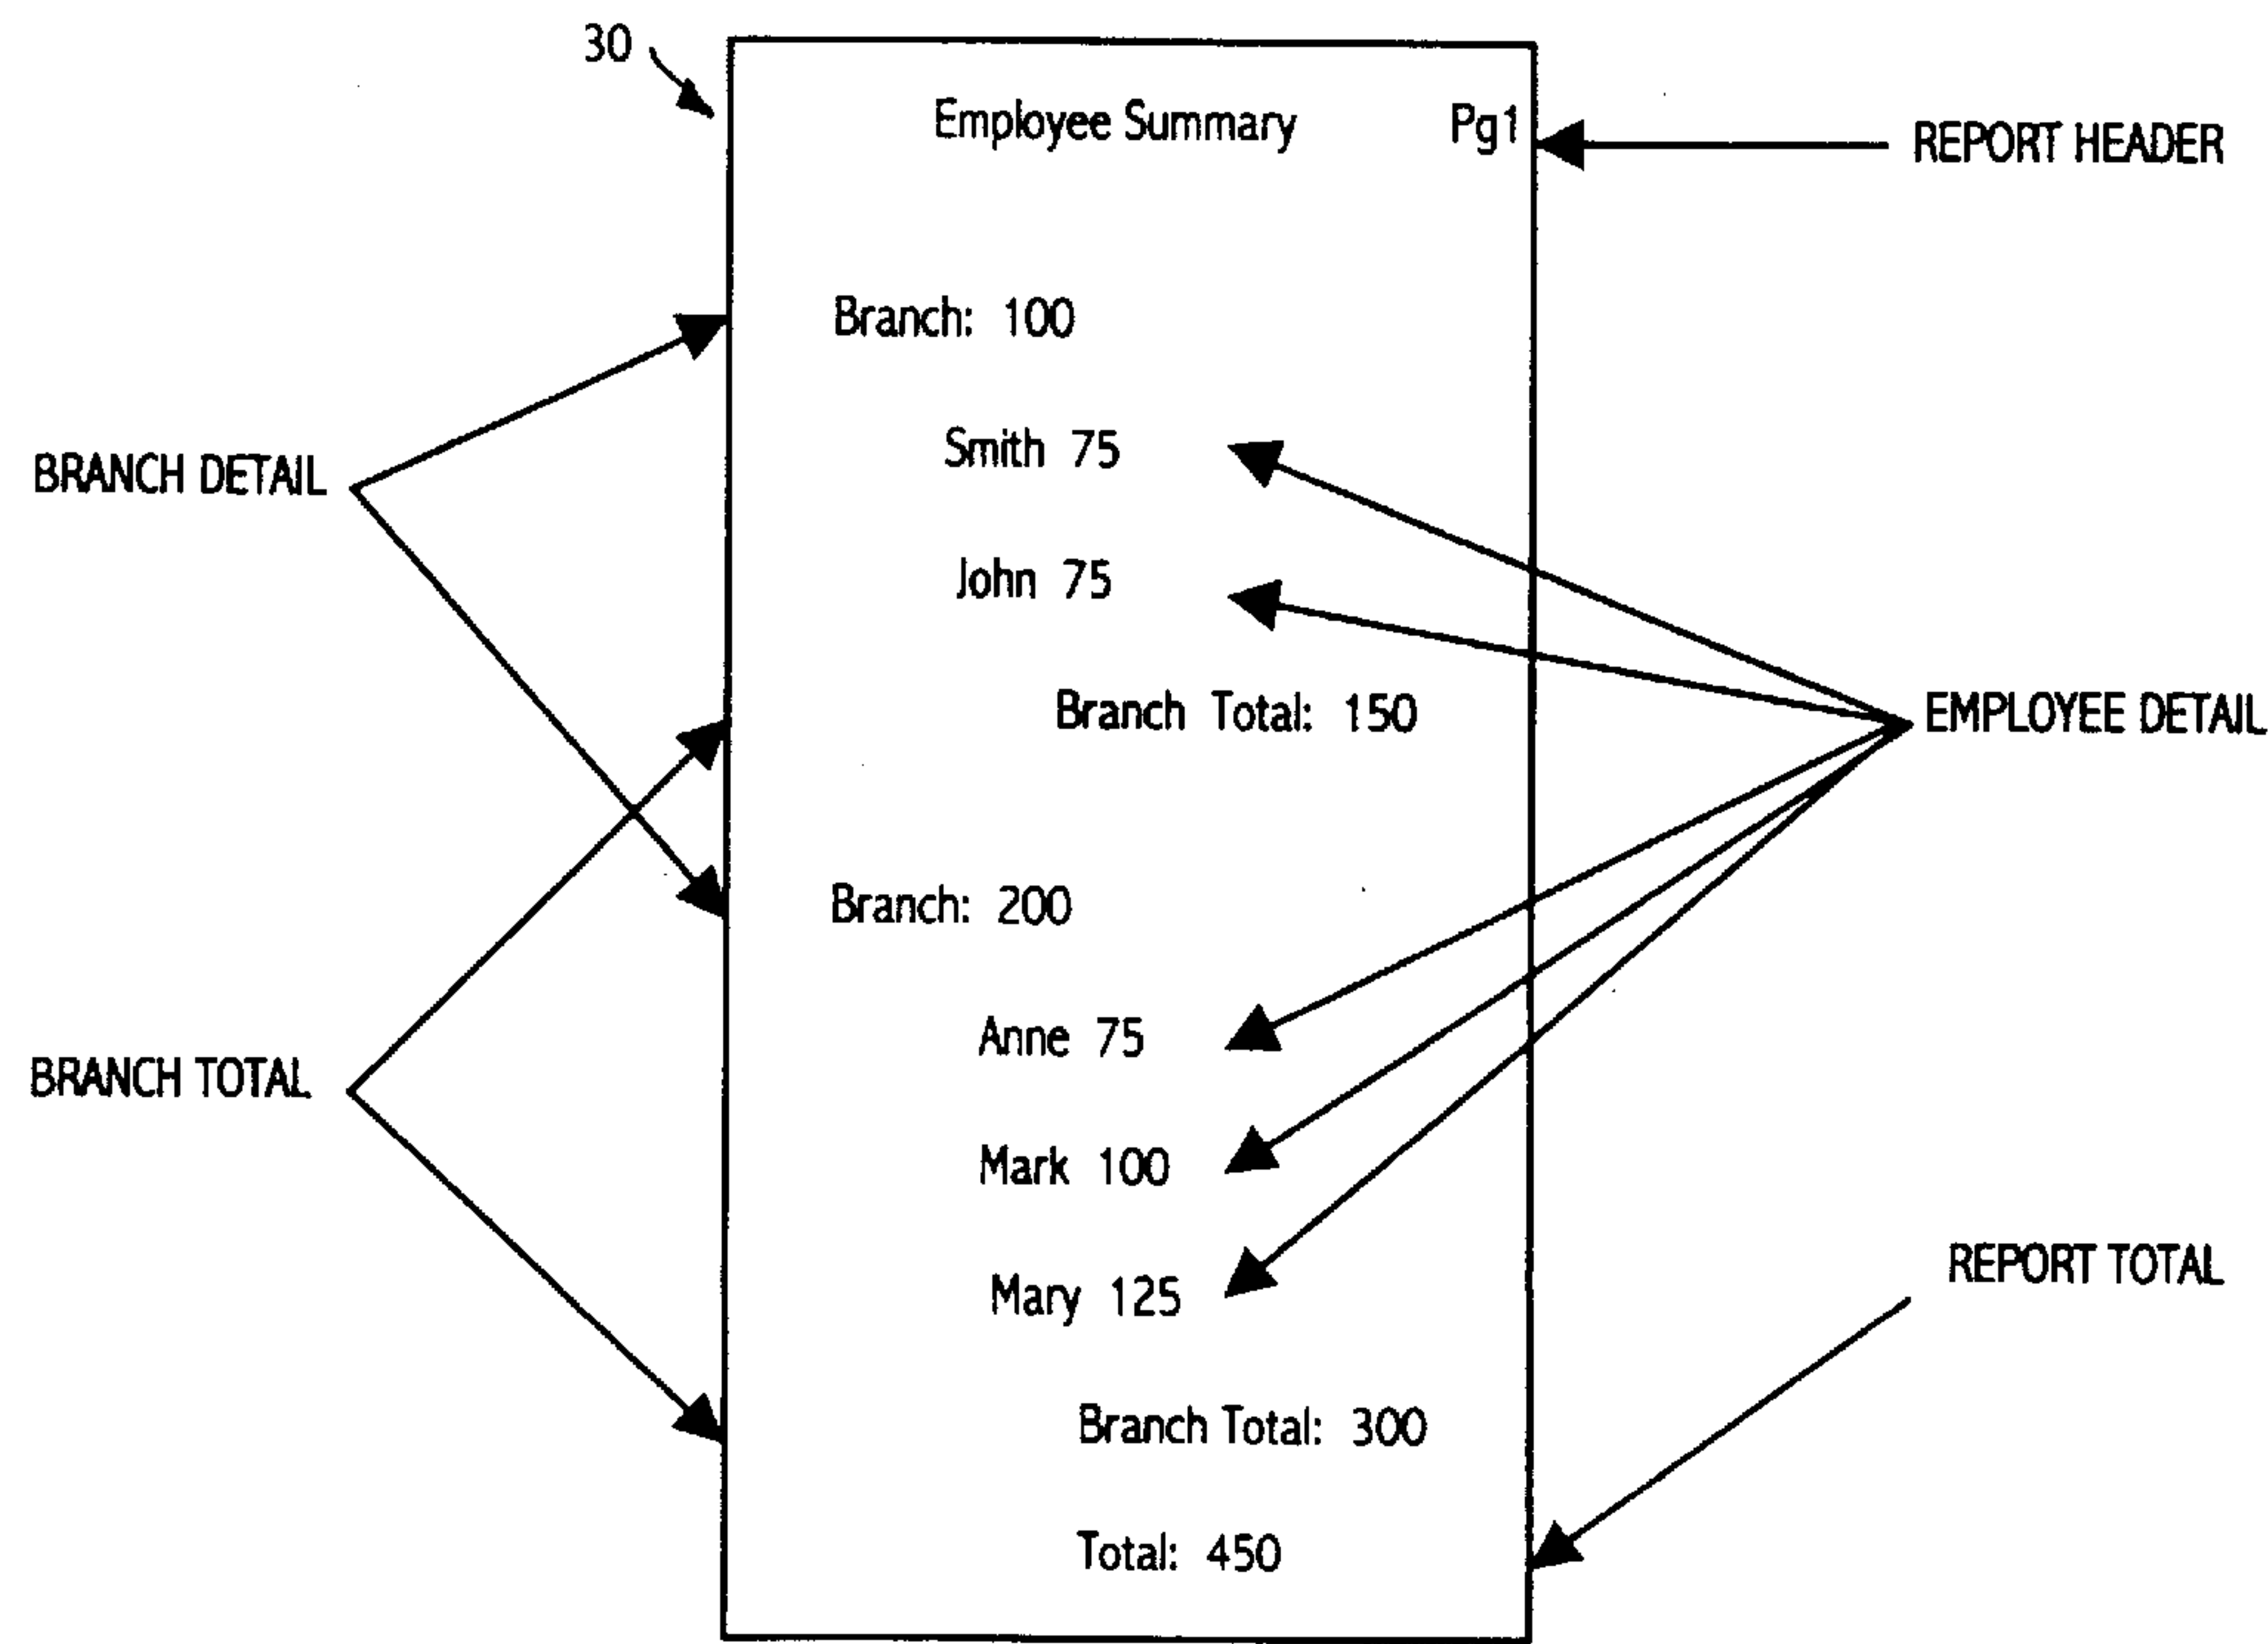 30
Employee Summary Pg1
REPORT HEADER
Branch: 100
Smith 75
BRANCH DETAIL
John 75
Branch Total: 150
EMPLOYEE DETAIL
Branch: 200
Anne 75
BRANCH TOTAL
Mark 100
REPORT TOTAL
Mary 125
Branch Total: 300
Total: 450